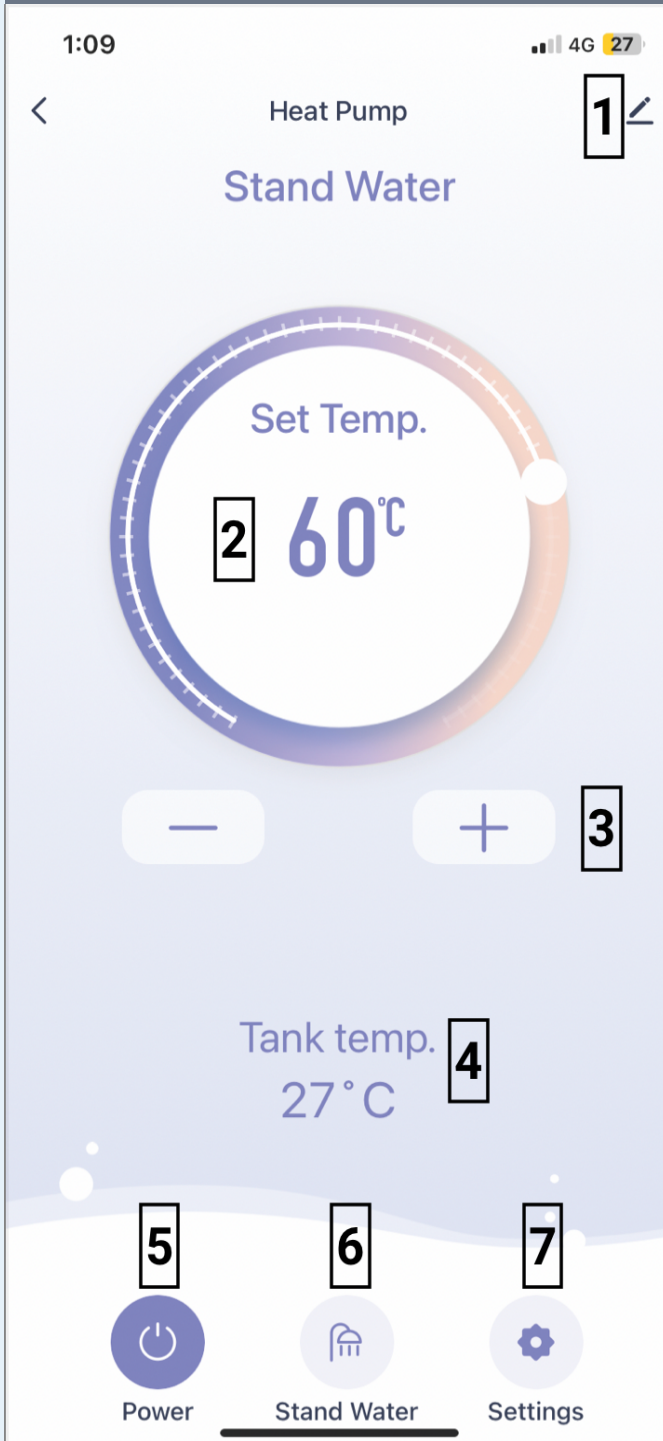 1:09 4G 27
Heat Pump 1
Stand Water
Set Temp.
2 60°C
3
Tank temp. 4
27°C
5 6 7
Power Stand Water Settings